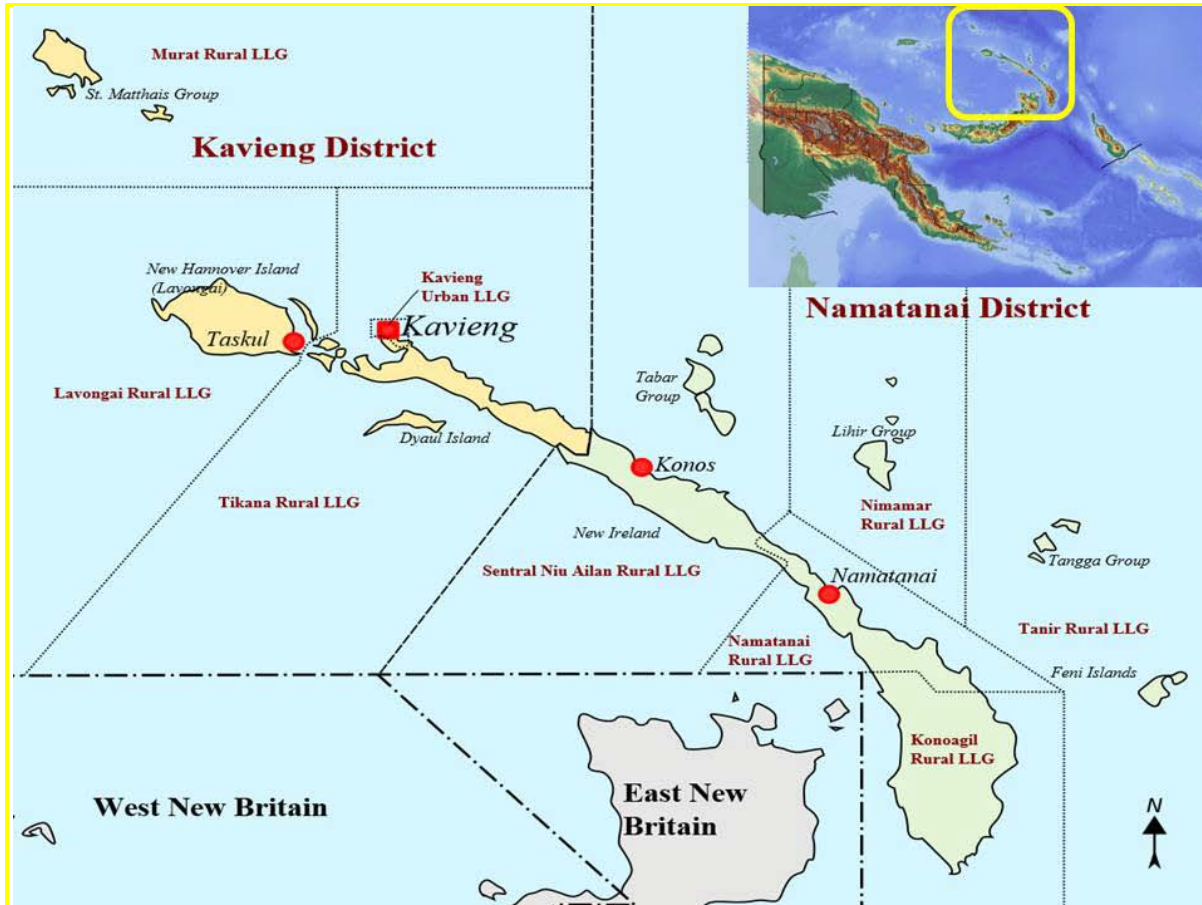 Murat Rural LLG
St. Matthais Group
Kavieng District
New Hannover Island
(Lavongai)
Kavieng
Urban LLG
Kavieng
Taskul
Namatanai District
Tabar
Group
Lavongai Rural LLG
Lihir Group
Dyaul Island
Konos
Tikana Rural LLG
Nimamar
Rural LLG
New Ireland
Tangga Group
Sentral Niu Ailan Rural LLG
Namatanai
Tanir Rural LLG
Namatanai
Rural LLG
Feni Islands
Konoagil
Rural LLG
West New Britain
East New
Britain
N